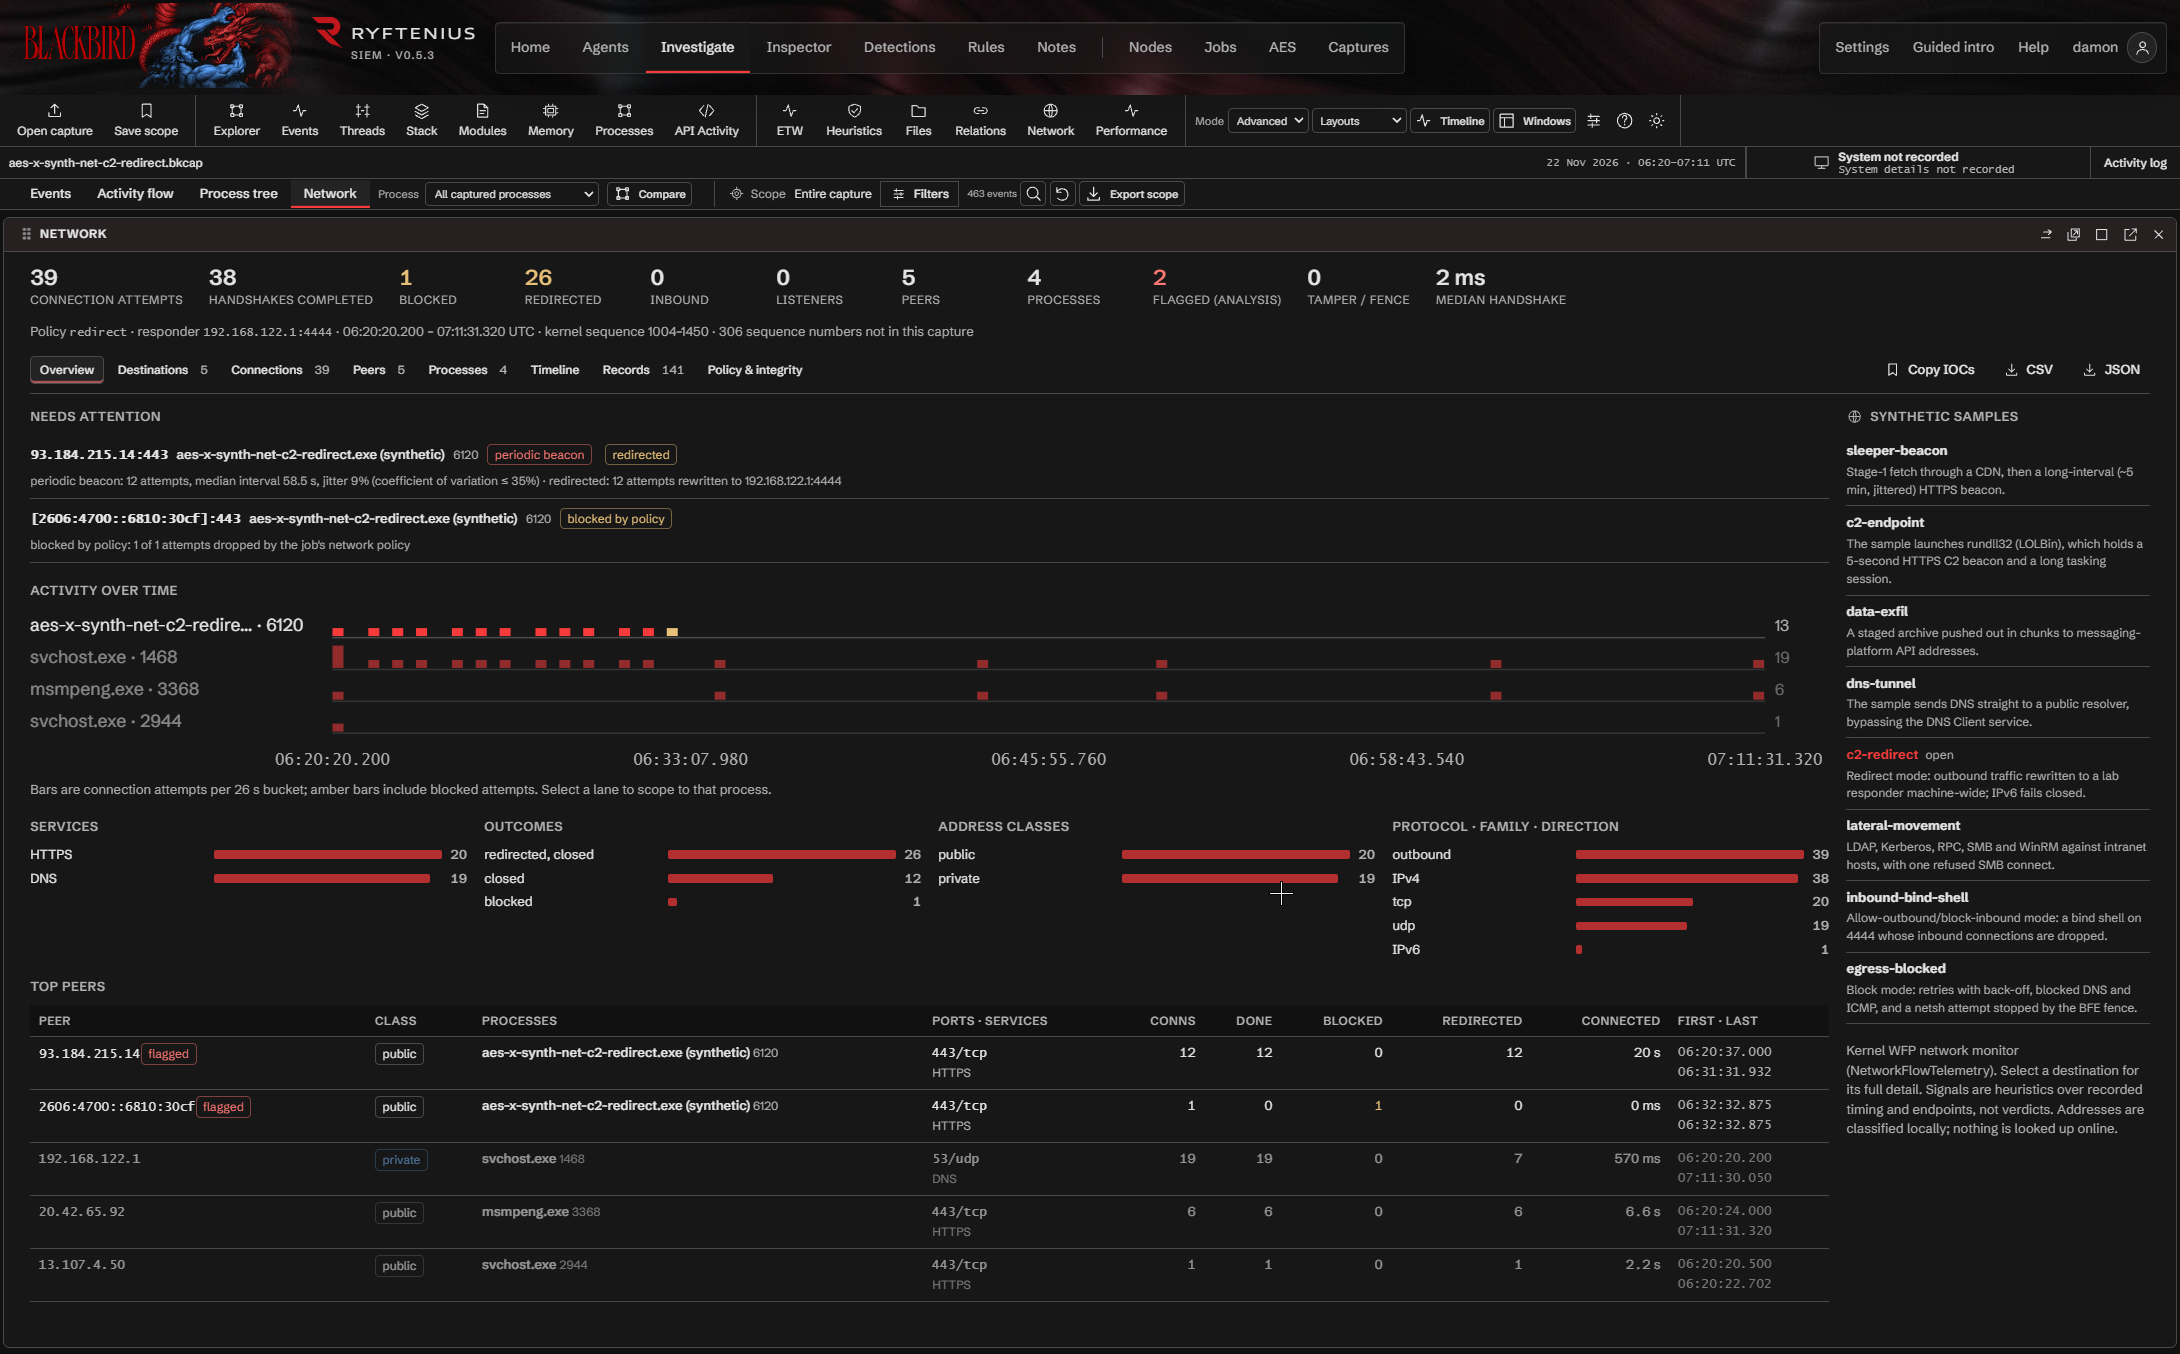 BLACKBIRD
RYFTENIUS
SIEM · V0.5.3
Home Agents Investigate Inspector Detections Rules Notes Nodes Jobs AES Captures
Settings Guided intro Help damon
Open capture Save scope Explorer Events Threads Stack Modules Memory Processes API Activity ETW Heuristics Files Relations Network Performance Mode Advanced Layouts Timeline Windows
aes-x-synth-net-c2-redirect.bkcap
22 Nov 2026 · 06:20–07:11 UTC
System not recorded
System details not recorded
Activity log
Events Activity flow Process tree Network Process All captured processes Compare Scope Entire capture Filters 463 events Export scope
NETWORK
39 38 1 26 0 0 5 4 2 0 2 ms
CONNECTION ATTEMPTS HANDSHAKES COMPLETED BLOCKED REDIRECTED INBOUND LISTENERS PEERS PROCESSES FLAGGED (ANALYSIS) TAMPER / FENCE MEDIAN HANDSHAKE
Policy redirect · responder 192.168.122.1:4444 · 06:20:20.200 – 07:11:31.320 UTC · kernel sequence 1004–1450 · 306 sequence numbers not in this capture
Overview Destinations 5 Connections 39 Peers 5 Processes 4 Timeline Records 141 Policy & integrity
Copy IOCs CSV JSON
NEEDS ATTENTION
93.184.215.14:443 aes-x-synth-net-c2-redirect.exe (synthetic) 6120 periodic beacon redirected
periodic beacon: 12 attempts, median interval 58.5 s, jitter 9% (coefficient of variation ≤ 35%) · redirected: 12 attempts rewritten to 192.168.122.1:4444
[2606:4700::6810:30cf]:443 aes-x-synth-net-c2-redirect.exe (synthetic) 6120 blocked by policy
blocked by policy: 1 of 1 attempts dropped by the job's network policy
ACTIVITY OVER TIME
aes-x-synth-net-c2-redire... · 6120 13
svchost.exe · 1468 19
msmpeng.exe · 3368 6
svchost.exe · 2944 1
06:20:20.200 06:33:07.980 06:45:55.760 06:58:43.540 07:11:31.320
Bars are connection attempts per 26 s bucket; amber bars include blocked attempts. Select a lane to scope to that process.
SERVICES
HTTPS 20
DNS 19
OUTCOMES
redirected, closed 26
closed 12
blocked 1
ADDRESS CLASSES
public 20
private 19
PROTOCOL · FAMILY · DIRECTION
outbound 39
IPv4 38
tcp 20
udp 19
IPv6 1
TOP PEERS
PEER CLASS PROCESSES PORTS · SERVICES CONNS DONE BLOCKED REDIRECTED CONNECTED FIRST · LAST
93.184.215.14 flagged public aes-x-synth-net-c2-redirect.exe (synthetic) 6120 443/tcp 12 12 0 12 20 s 06:20:37.000
HTTPS 06:31:31.932
2606:4700::6810:30cf flagged public aes-x-synth-net-c2-redirect.exe (synthetic) 6120 443/tcp 1 0 1 0 0 ms 06:32:32.875
HTTPS 06:32:32.875
192.168.122.1 private svchost.exe 1468 53/udp 19 19 0 7 570 ms 06:20:20.200
DNS 07:11:30.050
20.42.65.92 public msmpeng.exe 3368 443/tcp 6 6 0 6 6.6 s 06:20:24.000
HTTPS 07:11:31.320
13.107.4.50 public svchost.exe 2944 443/tcp 1 1 0 1 2.2 s 06:20:20.500
HTTPS 06:20:22.702
SYNTHETIC SAMPLES
sleeper-beacon
Stage-1 fetch through a CDN, then a long-interval (~5
min, jittered) HTTPS beacon.
c2-endpoint
The sample launches rundll32 (LOLBin), which holds a
5-second HTTPS C2 beacon and a long tasking
session.
data-exfil
A staged archive pushed out in chunks to messaging-
platform API addresses.
dns-tunnel
The sample sends DNS straight to a public resolver,
bypassing the DNS Client service.
c2-redirect open
Redirect mode: outbound traffic rewritten to a lab
responder machine-wide; IPv6 fails closed.
lateral-movement
LDAP, Kerberos, RPC, SMB and WinRM against intranet
hosts, with one refused SMB connect.
inbound-bind-shell
Allow-outbound/block-inbound mode: a bind shell on
4444 whose inbound connections are dropped.
egress-blocked
Block mode: retries with back-off, blocked DNS and
ICMP, and a netsh attempt stopped by the BFE fence.
Kernel WFP network monitor
(NetworkFlowTelemetry). Select a destination for
its full detail. Signals are heuristics over recorded
timing and endpoints, not verdicts. Addresses are
classified locally; nothing is looked up online.